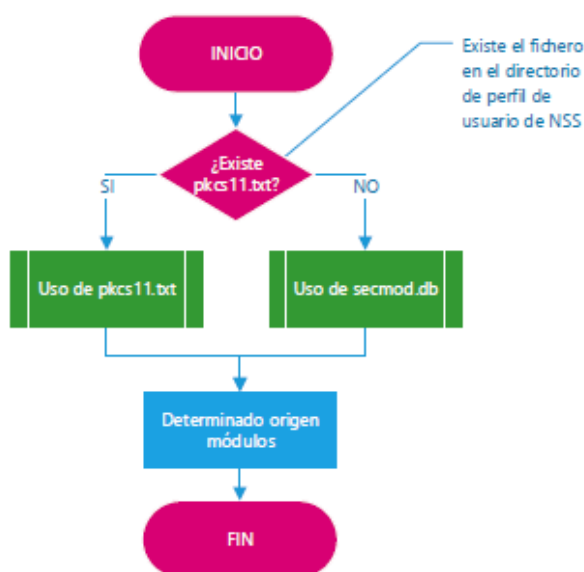 INICIO
Existe el fichero
en el directorio
de perfil de
usuario de NSS
¿Existe
pkcs11.txt?
SI
NO
Uso de pkcs11.txt
Uso de secmod.db
Determinado origen
módulos
FIN